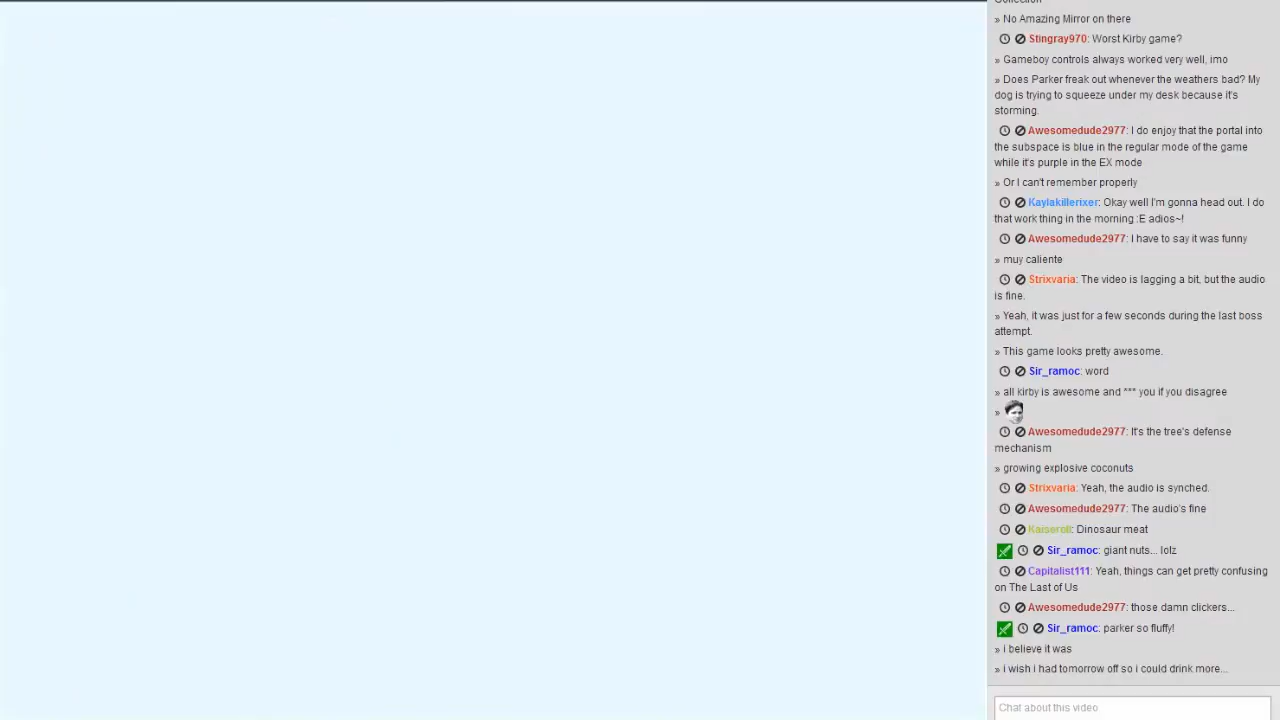 Collection
» No Amazing Mirror on there
Stingray970: Worst Kirby game?
» Gameboy controls always worked very well, imo
» Does Parker freak out whenever the weathers bad? My
dog is trying to squeeze under my desk because it's
storming.
Awesomedude2977: I do enjoy that the portal into
the subspace is blue in the regular mode of the game
while it's purple in the EX mode
» Or I can't remember properly
Kaylakillerixer: Okay well I'm gonna head out. I do
that work thing in the morning :E adios~!
Awesomedude2977: I have to say it was funny
» muy caliente
Strixvaria: The video is lagging a bit, but the audio
is fine.
» Yeah, it was just for a few seconds during the last boss
attempt.
» This game looks pretty awesome.
Sir_ramoc: word
» all kirby is awesome and *** you if you disagree
»
Awesomedude2977: It's the tree's defense
mechanism
» growing explosive coconuts
Strixvaria: Yeah, the audio is synched.
Awesomedude2977: The audio's fine
Kaiseroll: Dinosaur meat
Sir_ramoc: giant nuts... lolz
Capitalist111: Yeah, things can get pretty confusing
on The Last of Us
Awesomedude2977: those damn clickers...
Sir_ramoc: parker so fluffy!
» i believe it was
» i wish i had tomorrow off so i could drink more...
Chat about this video